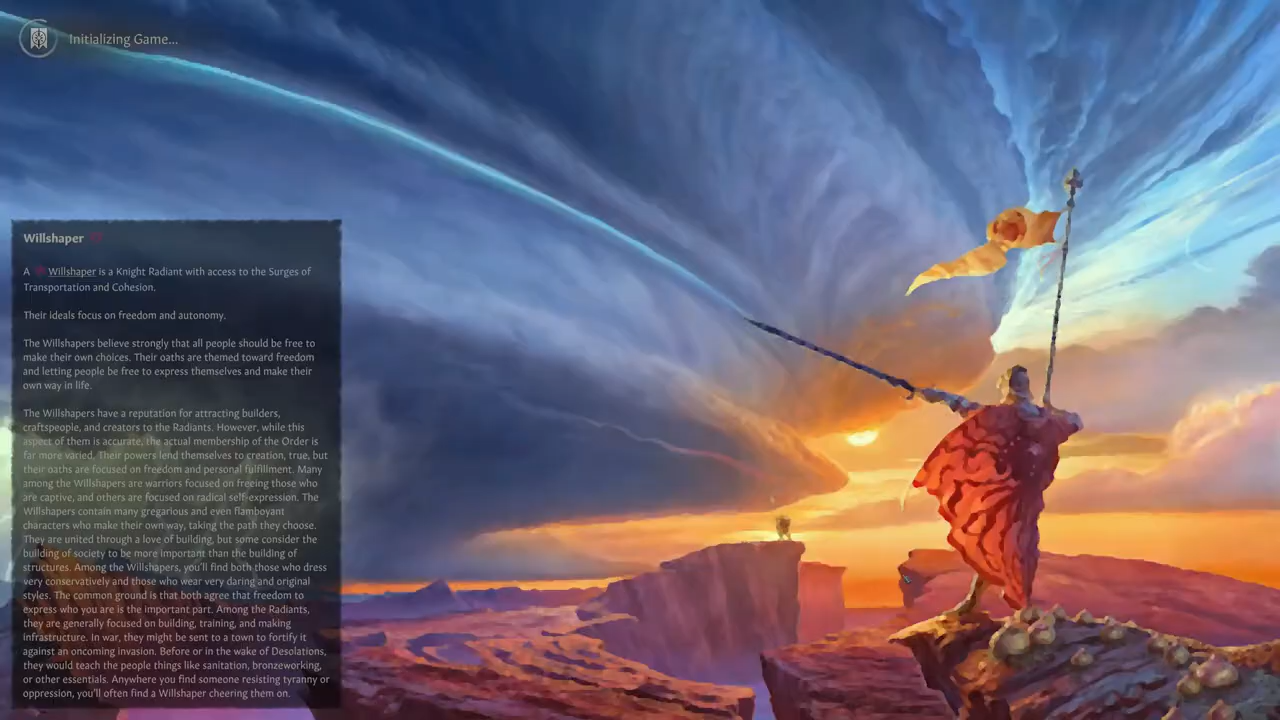 Initializing Game...
Willshaper
A Willshaper is a Knight Radiant with access to the Surges of
Transportation and Cohesion.
Their ideals focus on freedom and autonomy.
The Willshapers believe strongly that all people should be free to
make their own choices. Their oaths are themed toward freedom
and letting people be free to express themselves and make their
own way in life.
The Willshapers have a reputation for attracting builders,
craftspeople, and creators to the Radiants. However, while this
aspect of them is accurate, the actual membership of the Order is
far more varied. Their powers lend themselves to creation, true, but
their oaths are focused on freedom and personal fulfillment. Many
among the Willshapers are warriors focused on freeing those who
are captive, and others are focused on radical self-expression. The
Willshapers contain many gregarious and even flamboyant
characters who make their own way, taking the path they choose.
They are united through a love of building, but some consider the
building of society to be more important than the building of
structures. Among the Willshapers, you'll find both those who dress
very conservatively and those who wear very daring and original
styles. The common ground is that both agree that freedom to
express who you are is the important part. Among the Radiants,
they are generally focused on building, training, and making
infrastructure. In war, they might be sent to a town to fortify it
against an oncoming invasion. Before or in the wake of Desolations,
they would teach the people things like sanitation, bronzeworking,
or other essentials. Anywhere you find someone resisting tyranny or
oppression, you'll often find a Willshaper cheering them on.